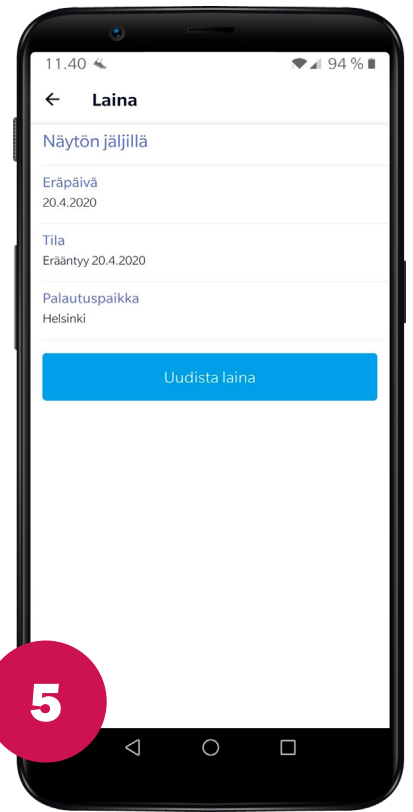 11.40 94 %
Laina
Näytön jäljillä
Eräpäivä
20.4.2020
Tila
Erääntyy 20.4.2020
Palautuspaikka
Helsinki
Uudista laina
5